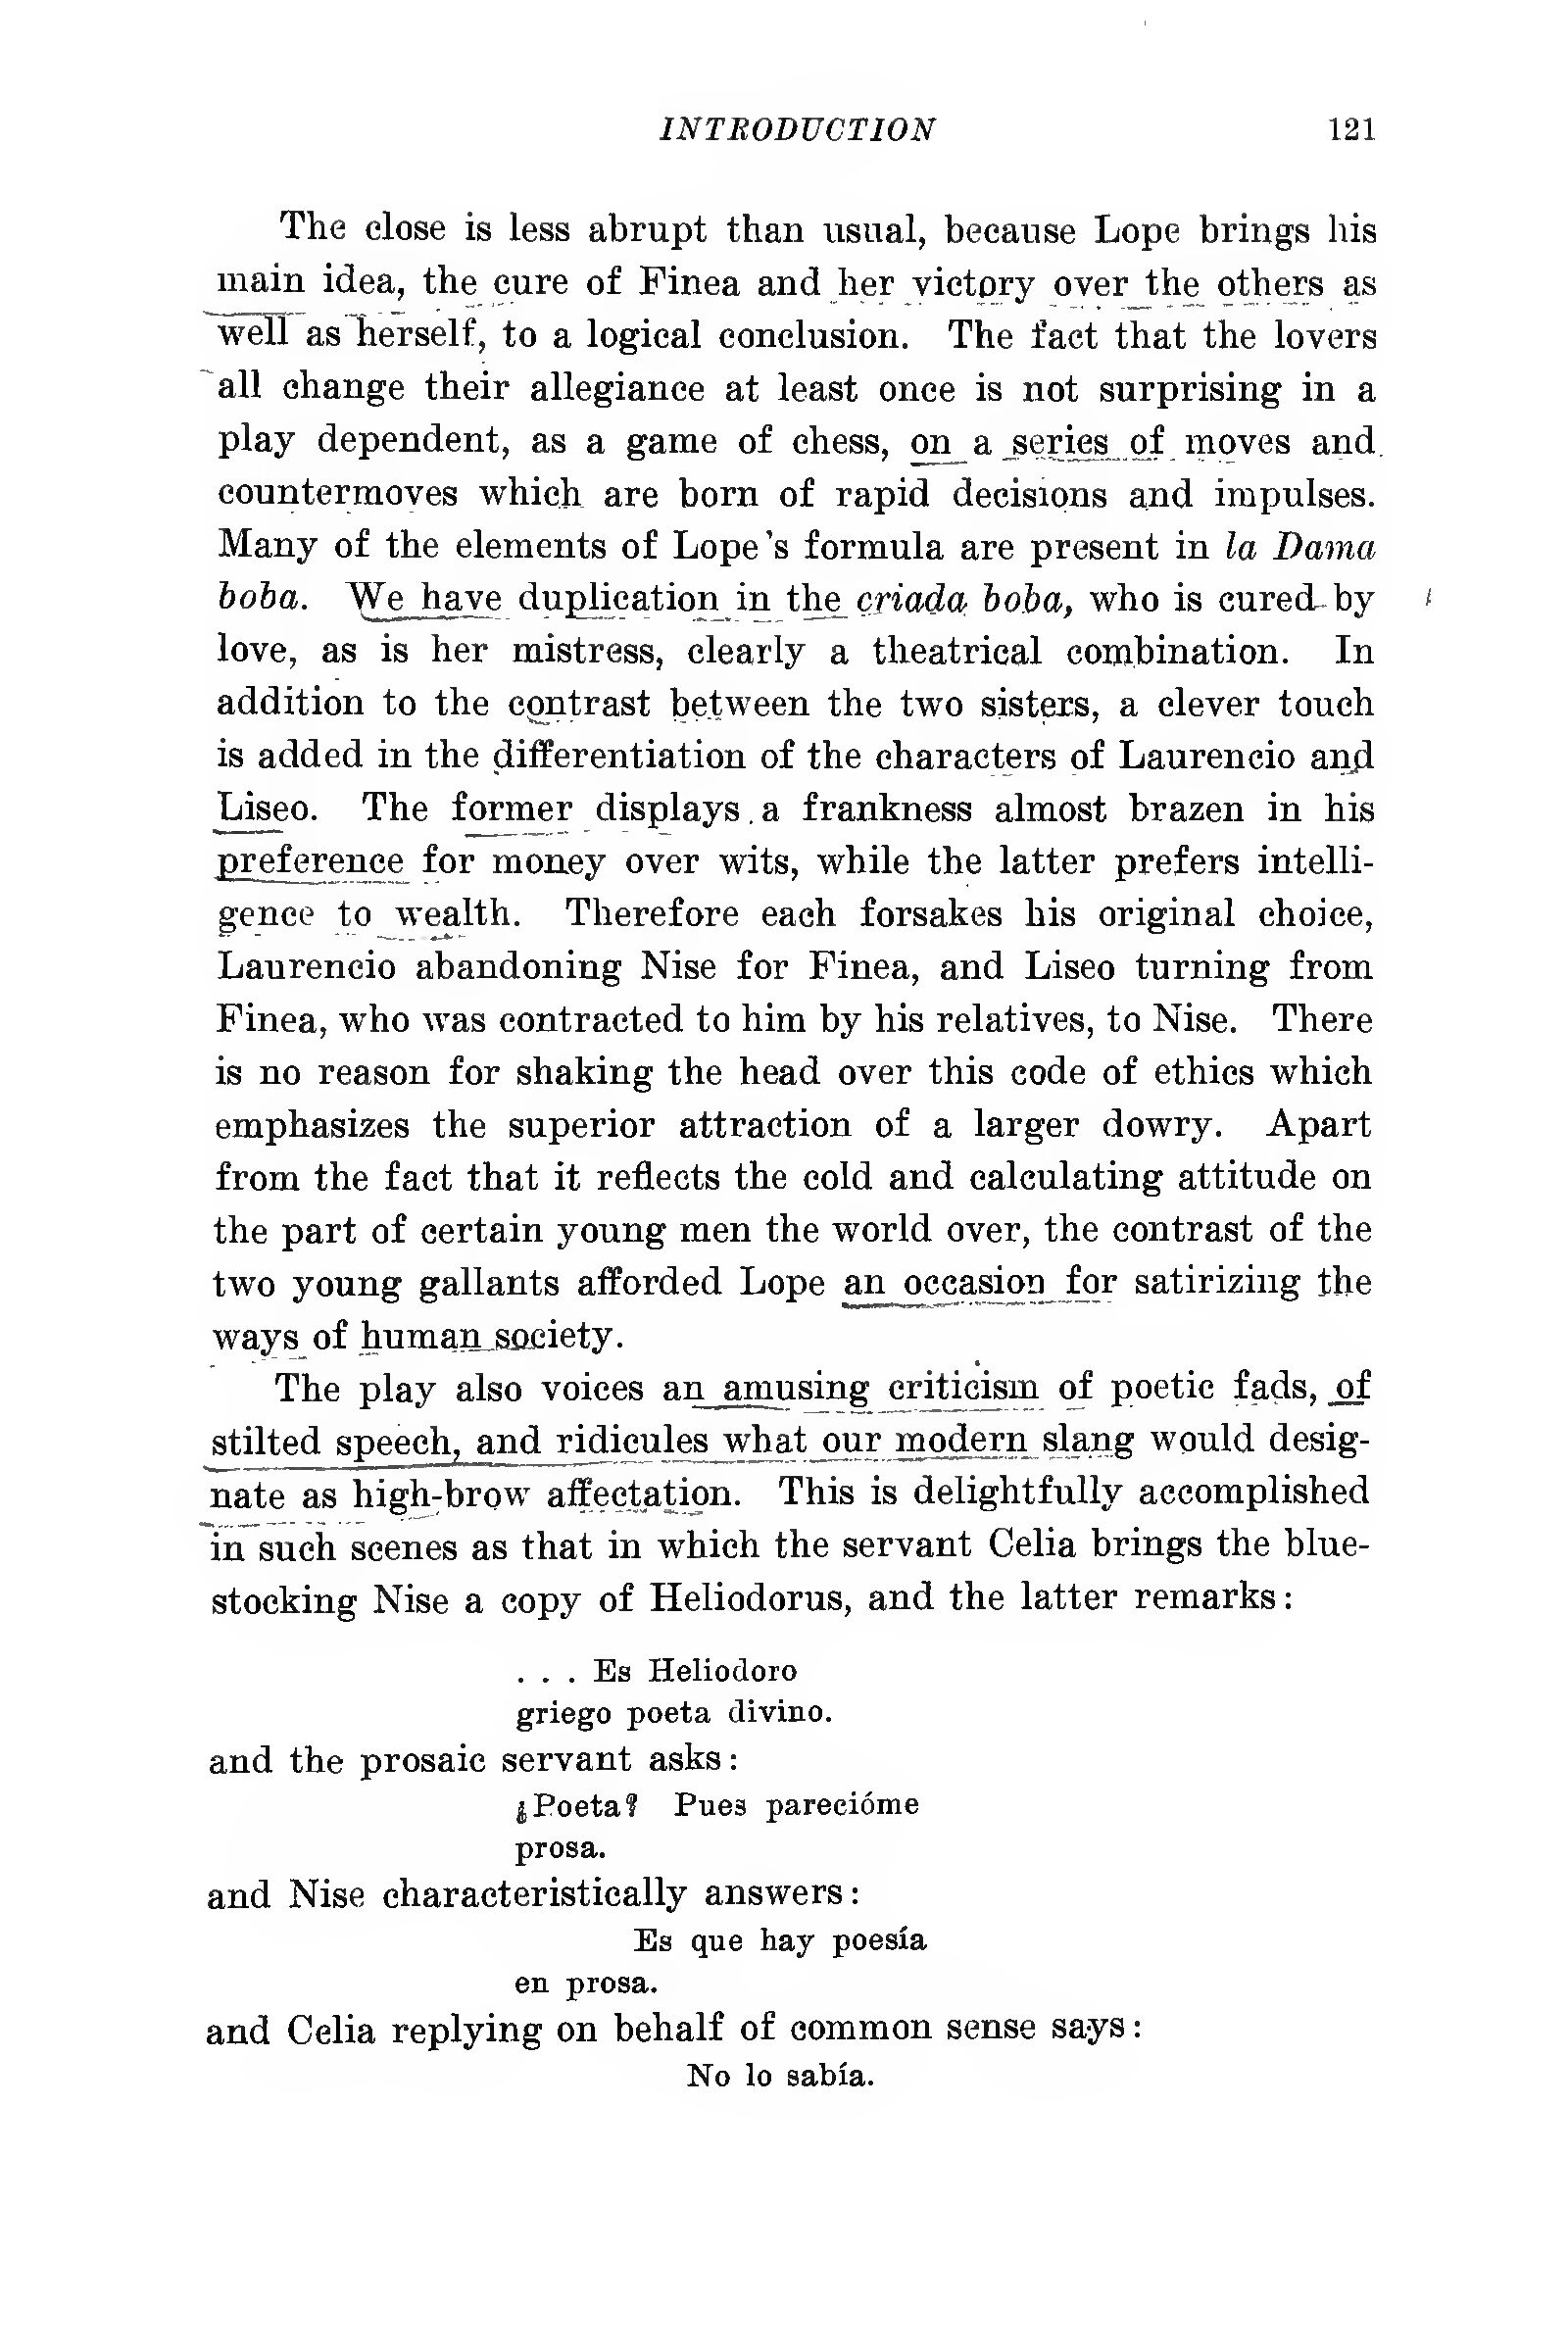 INTRODUCTION 121
The close is less abrupt than usual, because Lope brings his
main idea, the cure of Finea and her victory over the others as
well as herself, to a logical conclusion. The fact that the lovers
all change their allegiance at least once is not surprising in a
play dependent, as a game of chess, on a series of moves and
countermoves which are born of rapid decisions and impulses.
Many of the elements of Lope's formula are present in la Dama
boba. We have duplication in the criada boba, who is cured by
love, as is her mistress, clearly a theatrical combination. In
addition to the contrast between the two sisters, a clever touch
is added in the differentiation of the characters of Laurencio and
Liseo. The former displays a frankness almost brazen in his
preference for money over wits, while the latter prefers intelli-
gence to wealth. Therefore each forsakes his original choice,
Laurencio abandoning Nise for Finea, and Liseo turning from
Finea, who was contracted to him by his relatives, to Nise. There
is no reason for shaking the head over this code of ethics which
emphasizes the superior attraction of a larger dowry. Apart
from the fact that it reflects the cold and calculating attitude on
the part of certain young men the world over, the contrast of the
two young gallants afforded Lope an occasion for satirizing the
ways of human society.
The play also voices an amusing criticism of poetic fads, of
stilted speech, and ridicules what our modern slang would desig-
nate as high-brow affectation. This is delightfully accomplished
in such scenes as that in which the servant Celia brings the blue-
stocking Nise a copy of Heliodorus, and the latter remarks:
. . . Es Heliodoro
griego poeta divino.
and the prosaic servant asks:
¿Poeta? Pues parecióme
prosa.
and Nise characteristically answers:
Es que hay poesía
en prosa.
and Celia replying on behalf of common sense says:
No lo sabía.